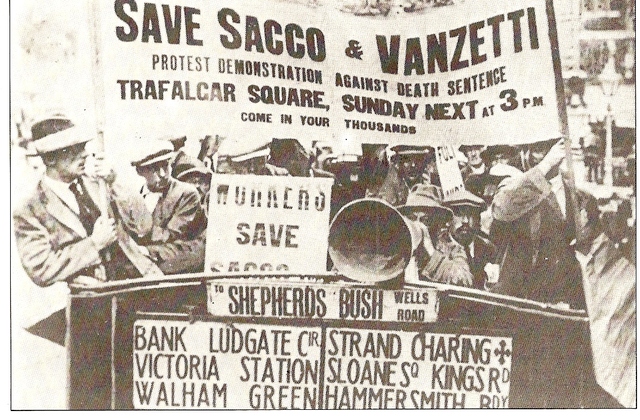 SAVE SACCO & VANZETTI
PROTEST DEMONSTRATION AGAINST DEATH SENTENCE
TRAFALGAR SQUARE, SUNDAY NEXT AT 3 PM
COME IN YOUR THOUSANDS
WORKERS
SAVE
SACCO
TO SHEPHERDS BUSH WELLS ROAD
BANK LUDGATE CIR.
VICTORIA STATION
WALHAM GREEN
STRAND CHARING ✠
SLOANE SQ KINGS RD
HAMMERSMITH BDY